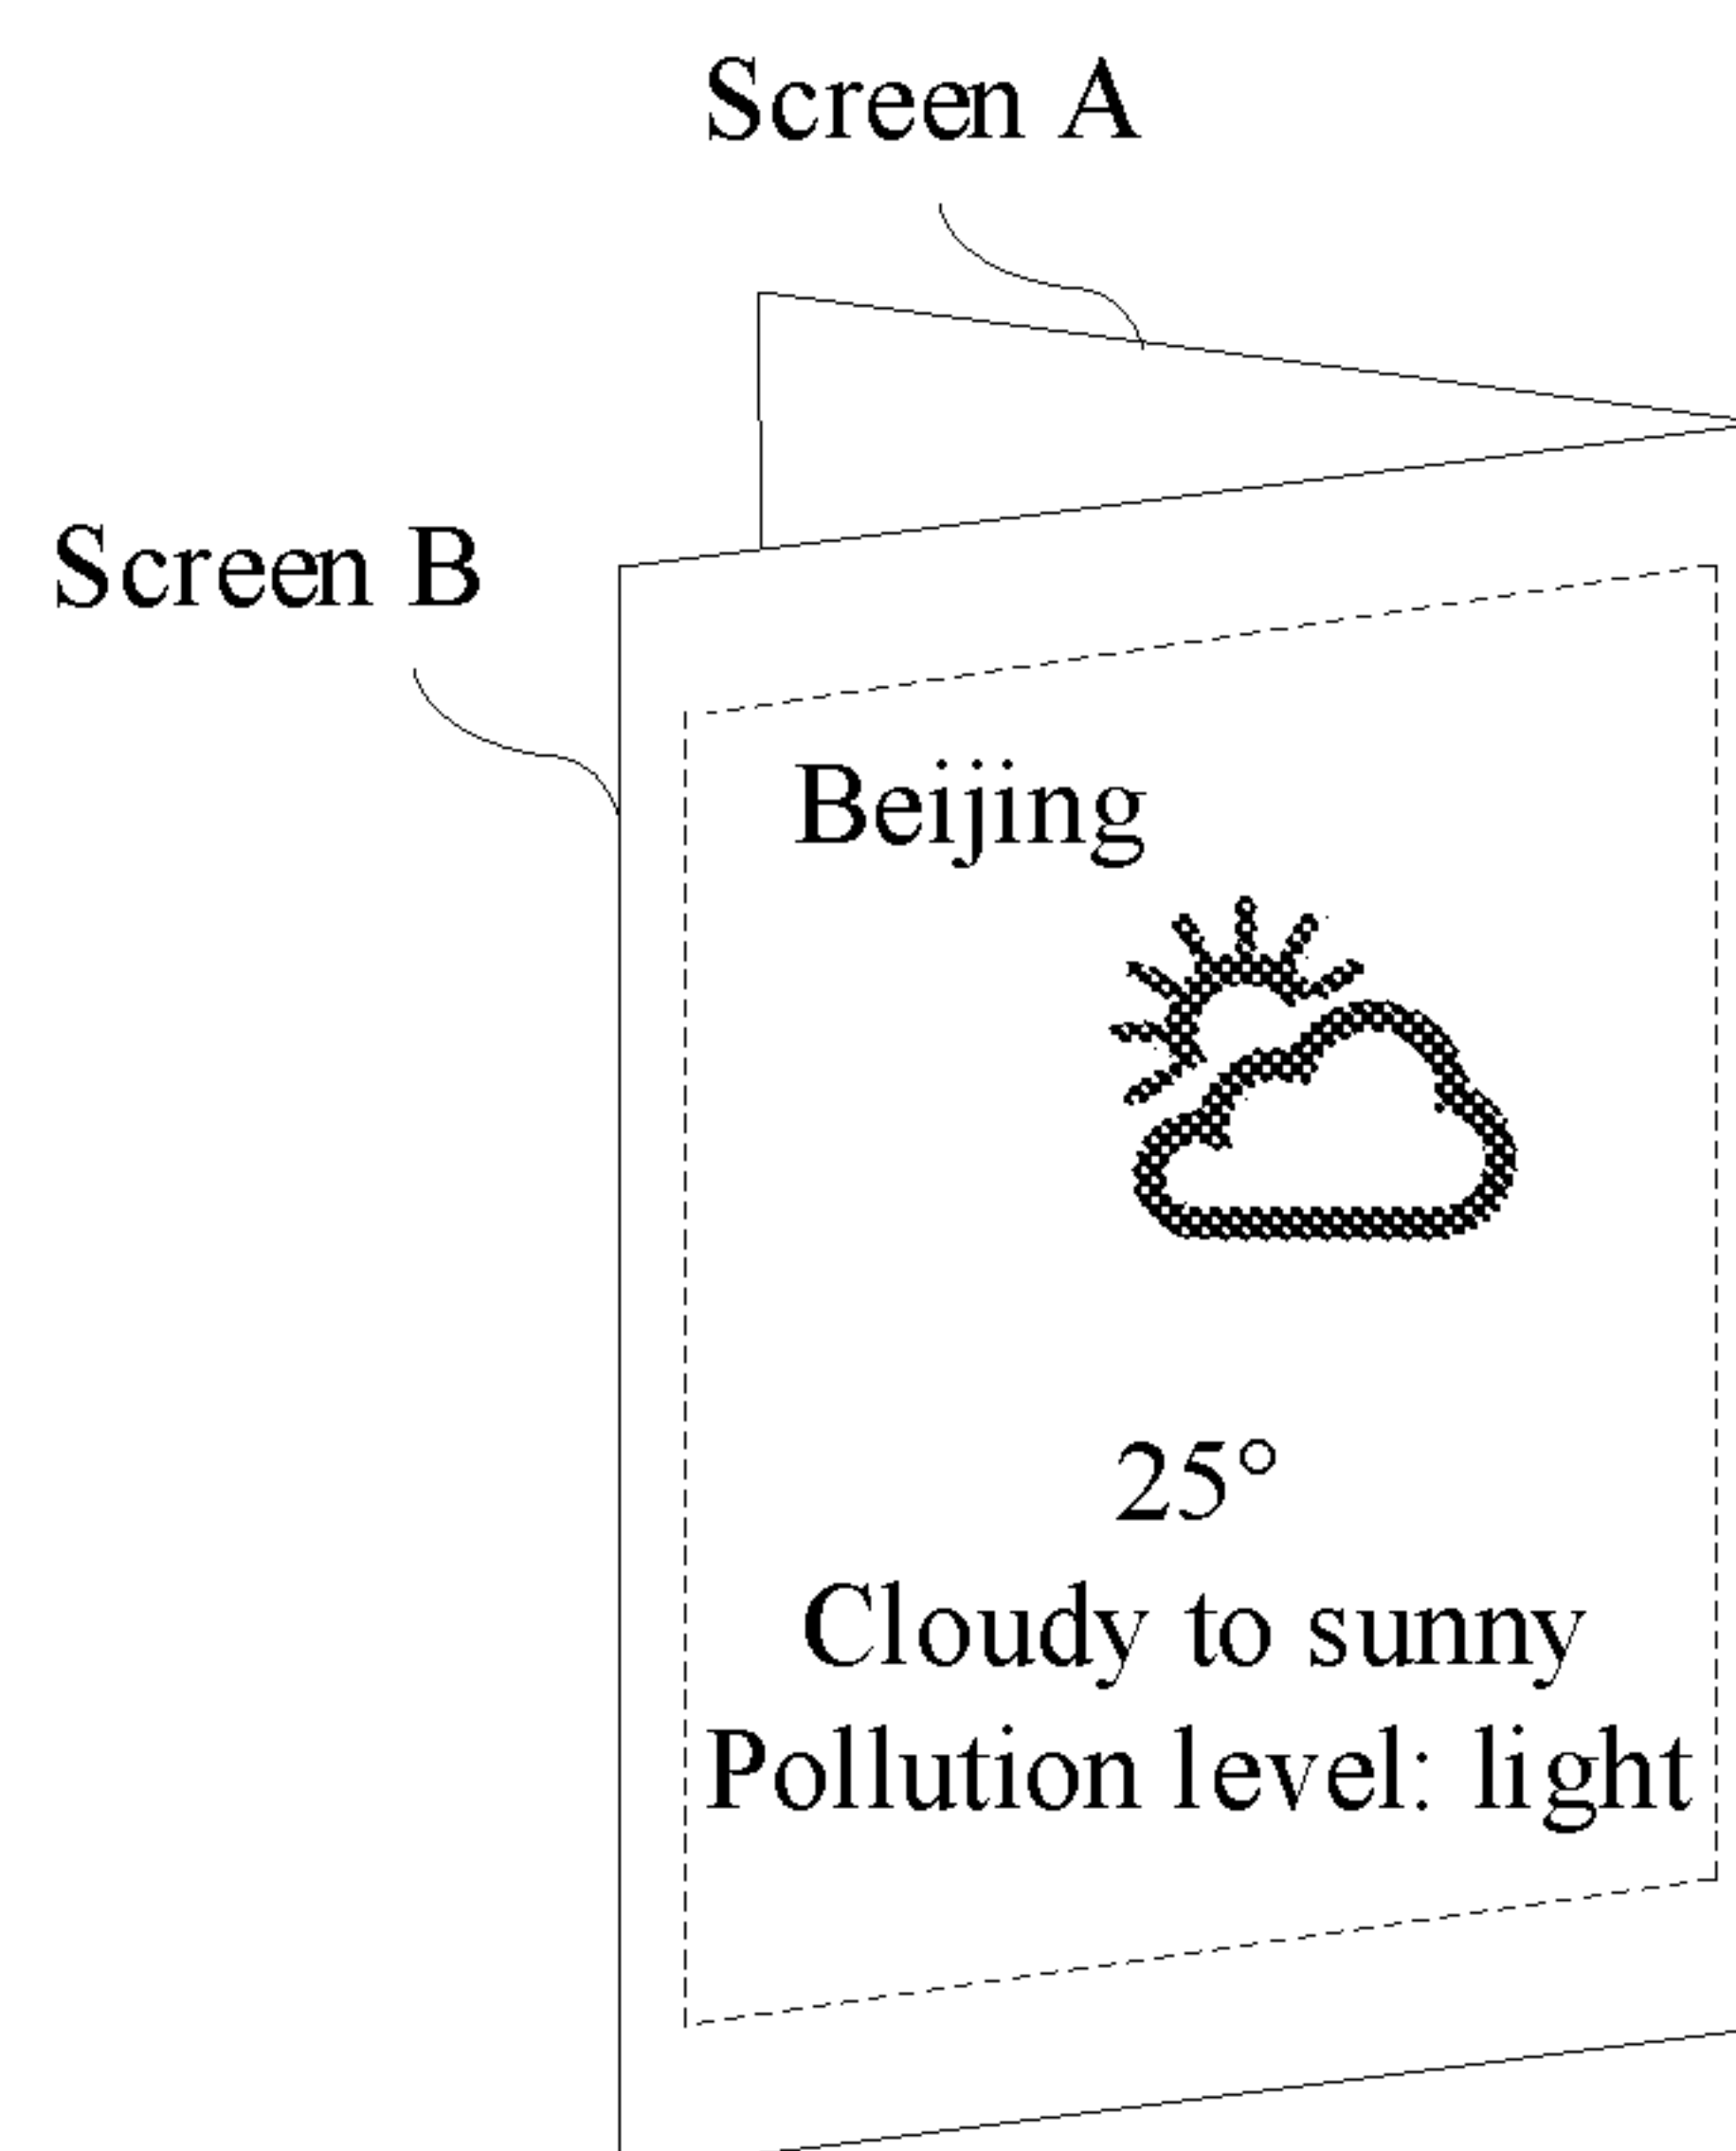 Screen A
Screen B
Beijing
25°
Cloudy to sunny
Pollution level: light